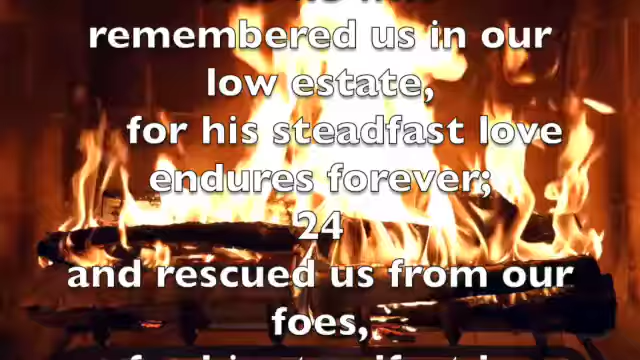 remembered us in our
low estate,
for his steadfast love
endures forever;
24
and rescued us from our
foes,